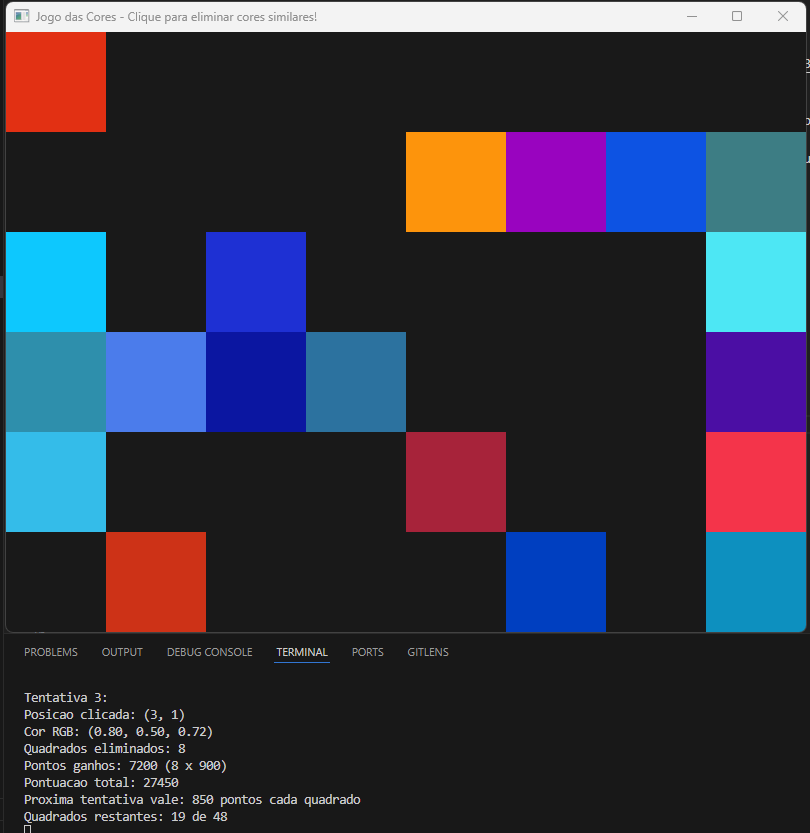 Jogo das Cores - Clique para eliminar cores similares!
PROBLEMS OUTPUT DEBUG CONSOLE TERMINAL PORTS GITLENS
Tentativa 3:
Posicao clicada: (3, 1)
Cor RGB: (0.80, 0.50, 0.72)
Quadrados eliminados: 8
Pontos ganhos: 7200 (8 x 900)
Pontuacao total: 27450
Proxima tentativa vale: 850 pontos cada quadrado
Quadrados restantes: 19 de 48